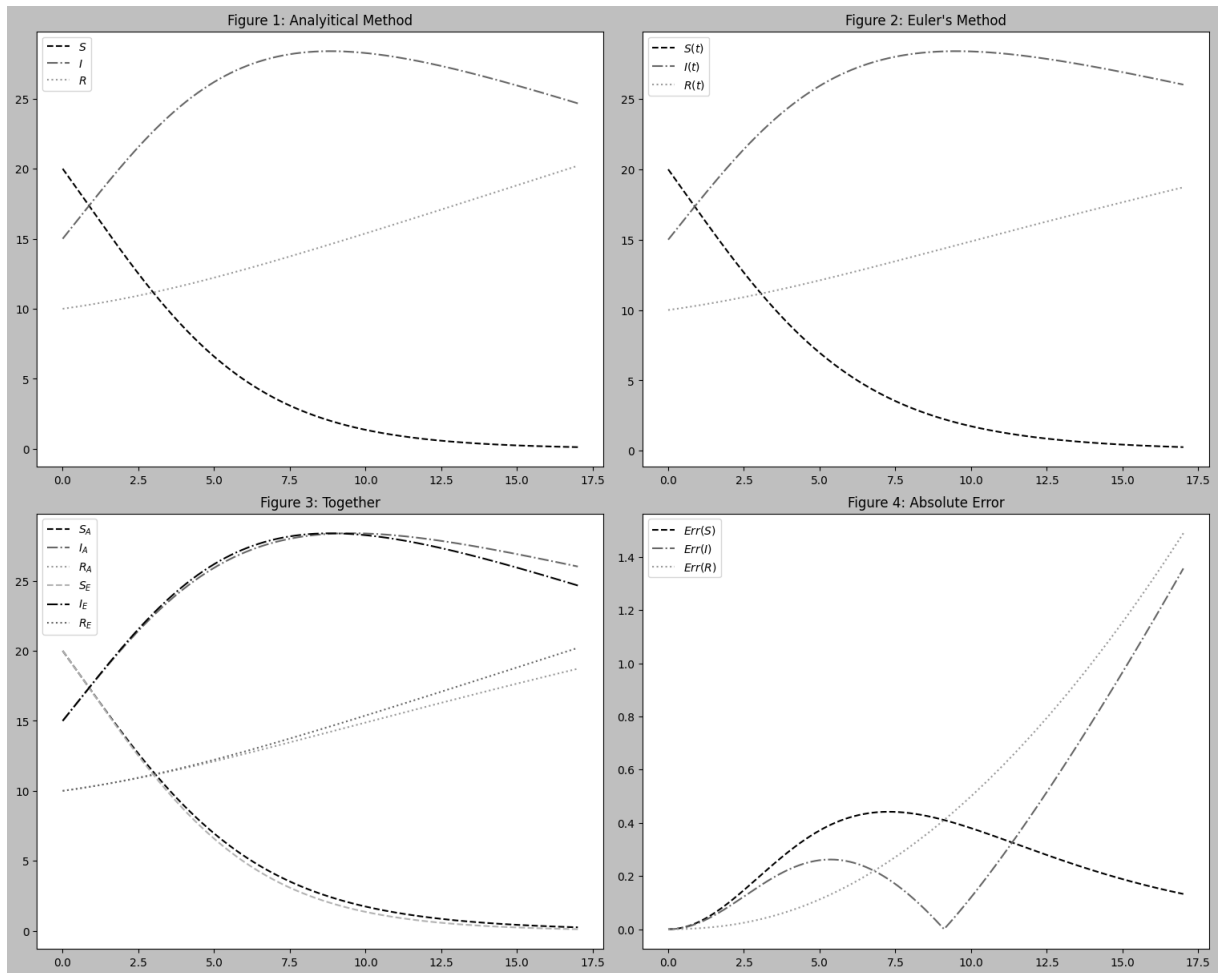 Figure 1: Analyitical Method
S
I
R
25
20
15
10
5
0
0.0 2.5 5.0 7.5 10.0 12.5 15.0 17.5
Figure 2: Euler's Method
S(t)
I(t)
R(t)
25
20
15
10
5
0
0.0 2.5 5.0 7.5 10.0 12.5 15.0 17.5
Figure 3: Together
S_A
I_A
R_A
S_E
I_E
R_E
25
20
15
10
5
0
0.0 2.5 5.0 7.5 10.0 12.5 15.0 17.5
Figure 4: Absolute Error
Err(S)
Err(I)
Err(R)
1.4
1.2
1.0
0.8
0.6
0.4
0.2
0.0
0.0 2.5 5.0 7.5 10.0 12.5 15.0 17.5